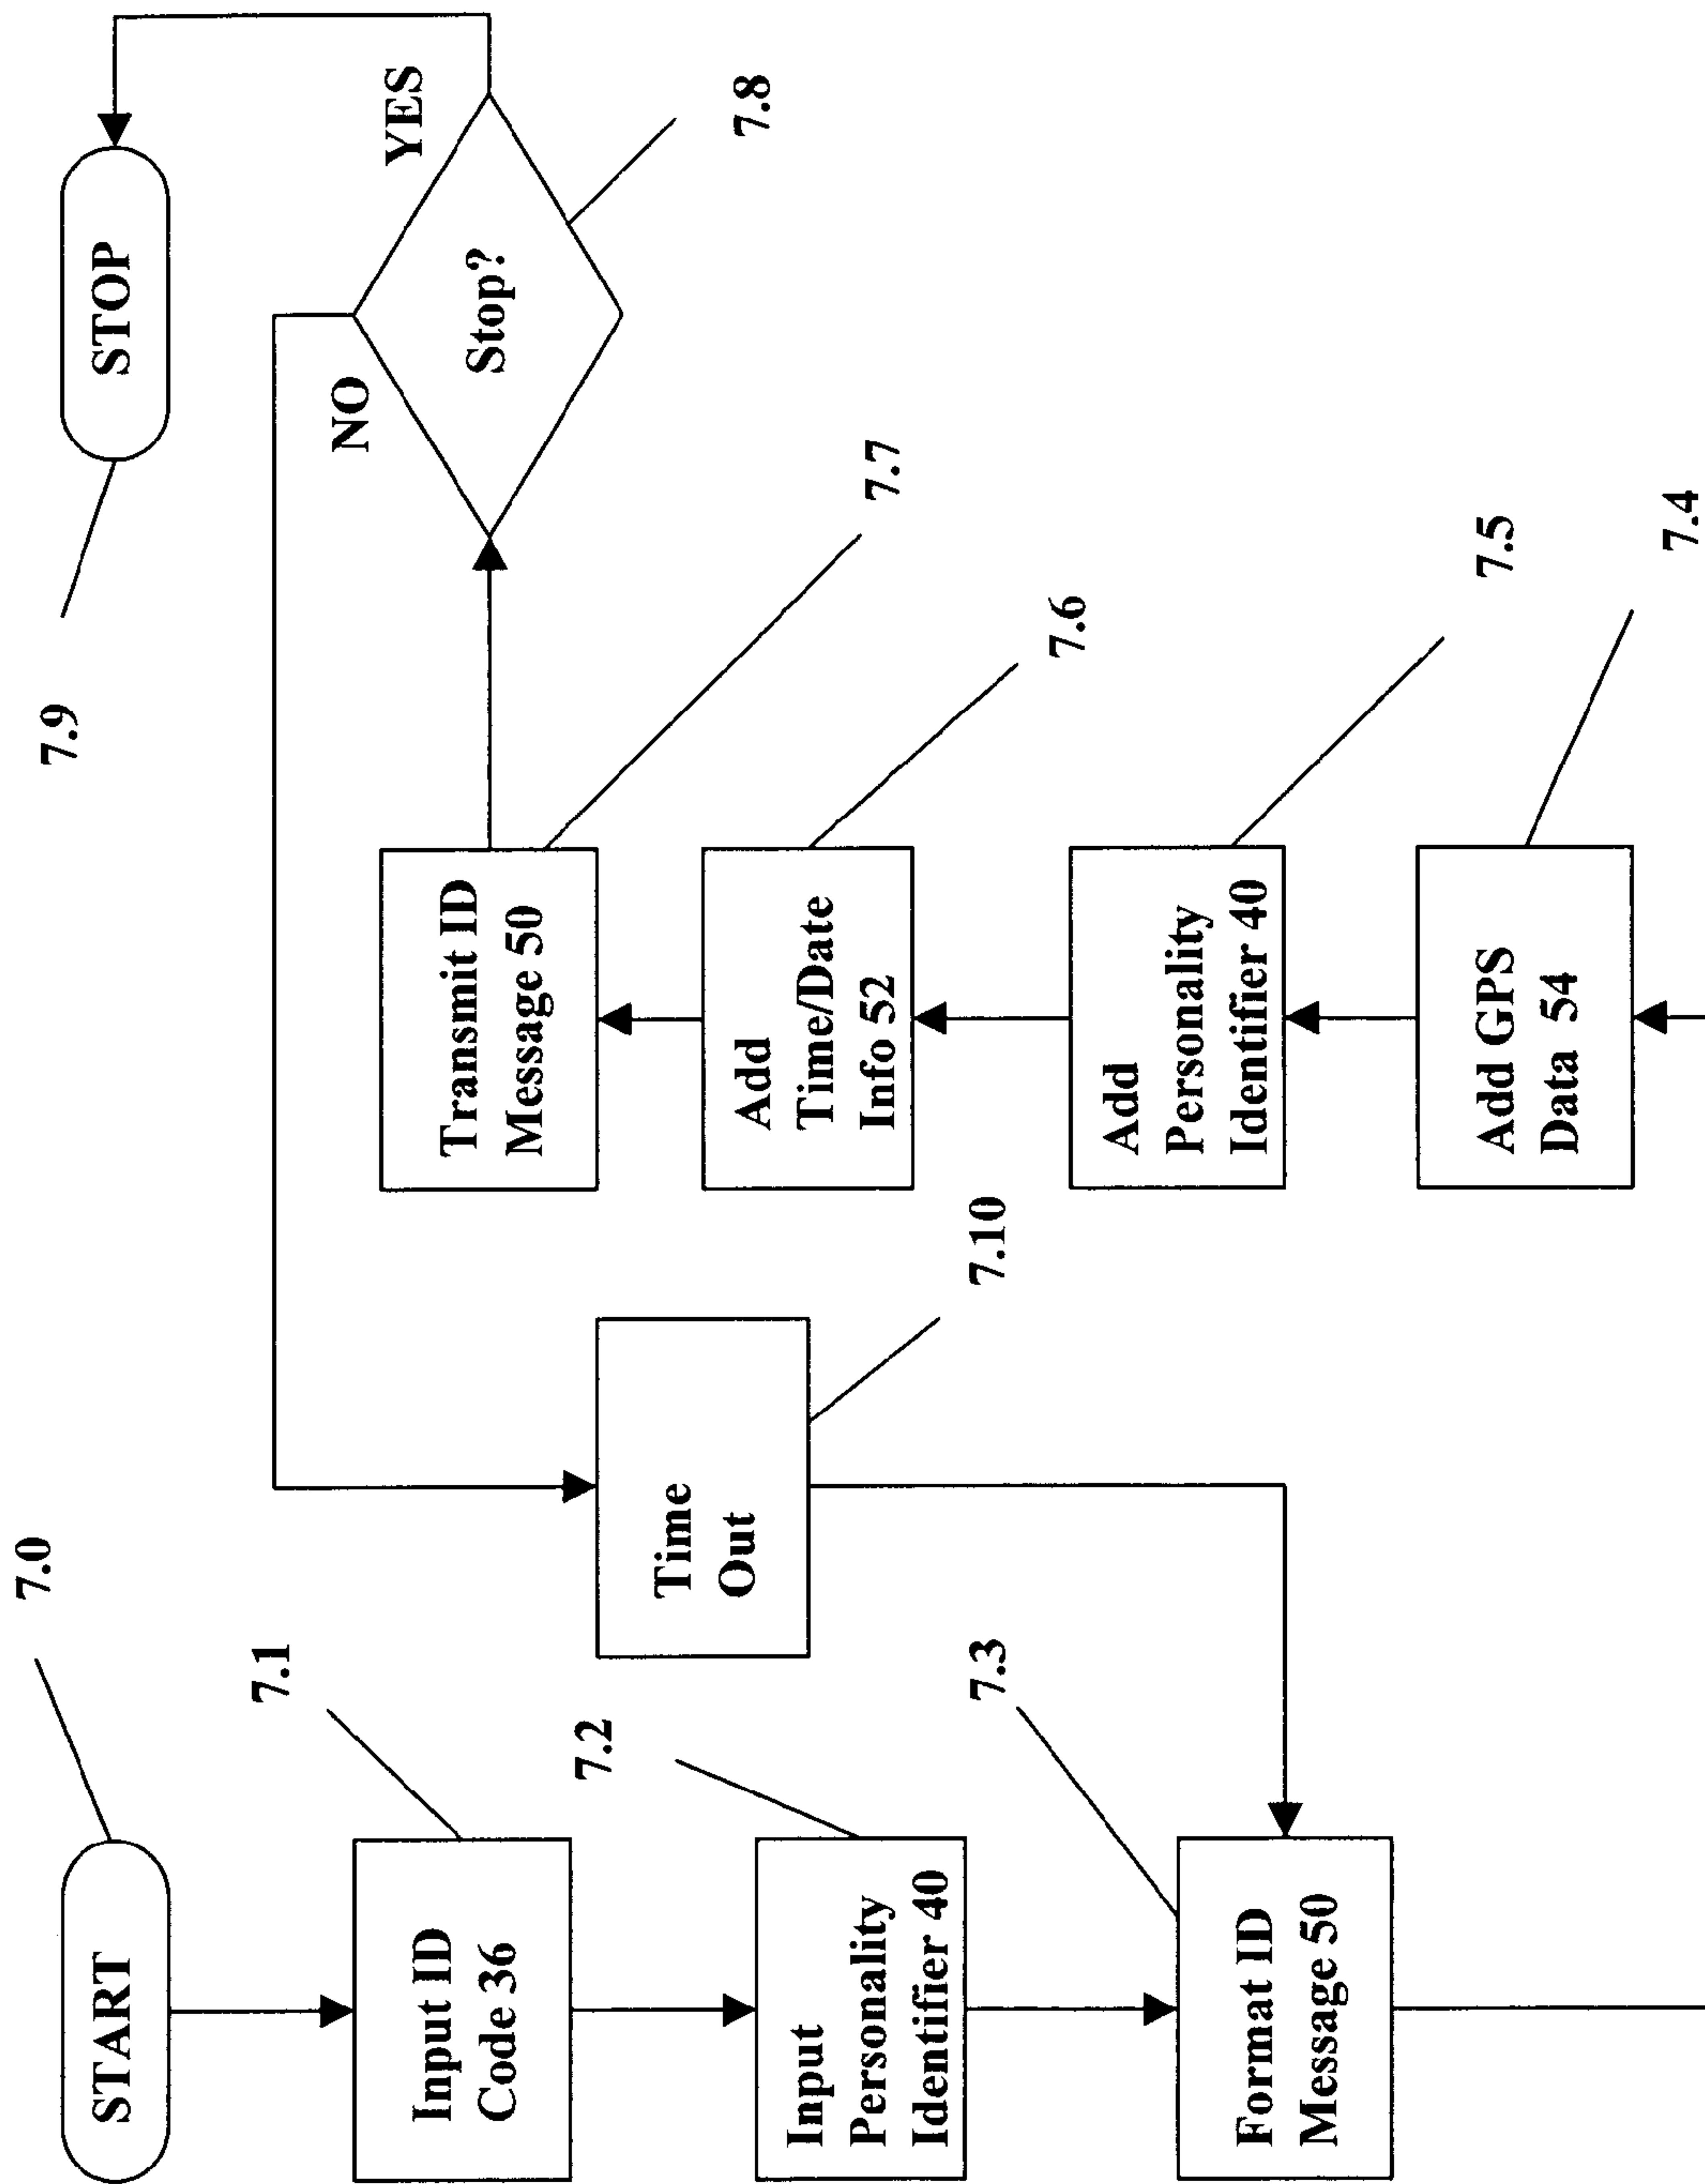 START
7.0
Input ID
Code 36
7.1
Input
Personality
Identifier 40
7.2
Format ID
Message 50
7.3
Time
Out
7.10
Add GPS
Data 54
7.4
Add
Personality
Identifier 40
7.5
Add
Time/Date
Info 52
7.6
Transmit ID
Message 50
7.7
Stop?
NO
YES
7.8
STOP
7.9